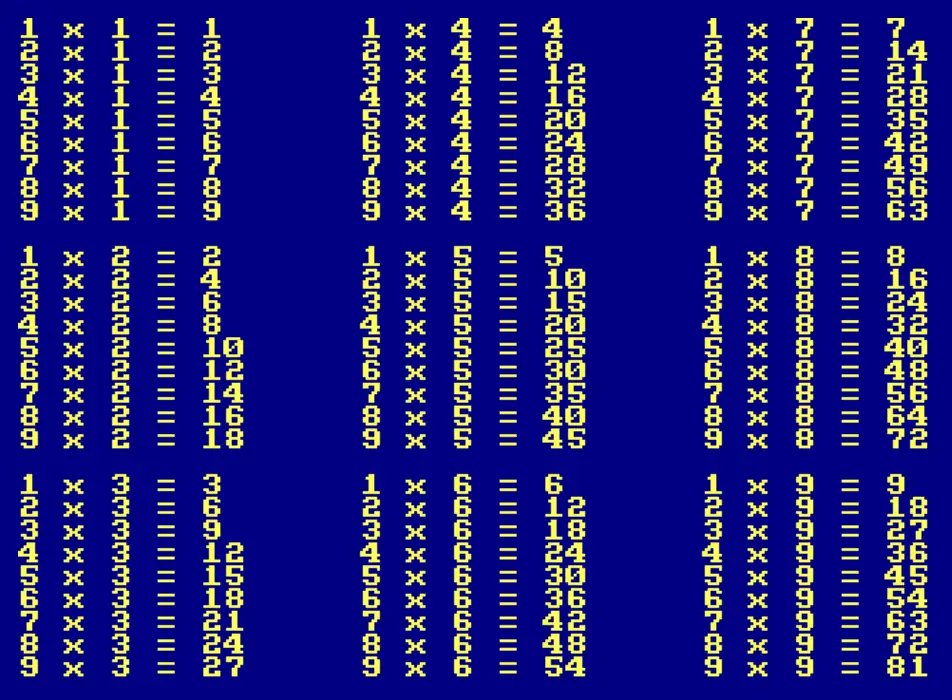 1 x 1 = 1 1 x 4 = 4 1 x 7 = 7
2 x 1 = 2 2 x 4 = 8 2 x 7 = 14
3 x 1 = 3 3 x 4 = 12 3 x 7 = 21
4 x 1 = 4 4 x 4 = 16 4 x 7 = 28
5 x 1 = 5 5 x 4 = 20 5 x 7 = 35
6 x 1 = 6 6 x 4 = 24 6 x 7 = 42
7 x 1 = 7 7 x 4 = 28 7 x 7 = 49
8 x 1 = 8 8 x 4 = 32 8 x 7 = 56
9 x 1 = 9 9 x 4 = 36 9 x 7 = 63
1 x 2 = 2 1 x 5 = 5 1 x 8 = 8
2 x 2 = 4 2 x 5 = 10 2 x 8 = 16
3 x 2 = 6 3 x 5 = 15 3 x 8 = 24
4 x 2 = 8 4 x 5 = 20 4 x 8 = 32
5 x 2 = 10 5 x 5 = 25 5 x 8 = 40
6 x 2 = 12 6 x 5 = 30 6 x 8 = 48
7 x 2 = 14 7 x 5 = 35 7 x 8 = 56
8 x 2 = 16 8 x 5 = 40 8 x 8 = 64
9 x 2 = 18 9 x 5 = 45 9 x 8 = 72
1 x 3 = 3 1 x 6 = 6 1 x 9 = 9
2 x 3 = 6 2 x 6 = 12 2 x 9 = 18
3 x 3 = 9 3 x 6 = 18 3 x 9 = 27
4 x 3 = 12 4 x 6 = 24 4 x 9 = 36
5 x 3 = 15 5 x 6 = 30 5 x 9 = 45
6 x 3 = 18 6 x 6 = 36 6 x 9 = 54
7 x 3 = 21 7 x 6 = 42 7 x 9 = 63
8 x 3 = 24 8 x 6 = 48 8 x 9 = 72
9 x 3 = 27 9 x 6 = 54 9 x 9 = 81